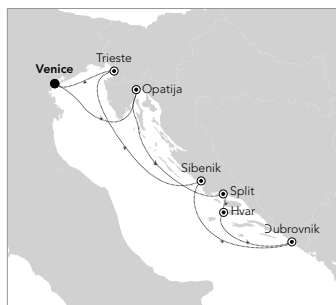 Trieste
Venice
Opatija
Sibenik
Split
Hvar
Dubrovnik